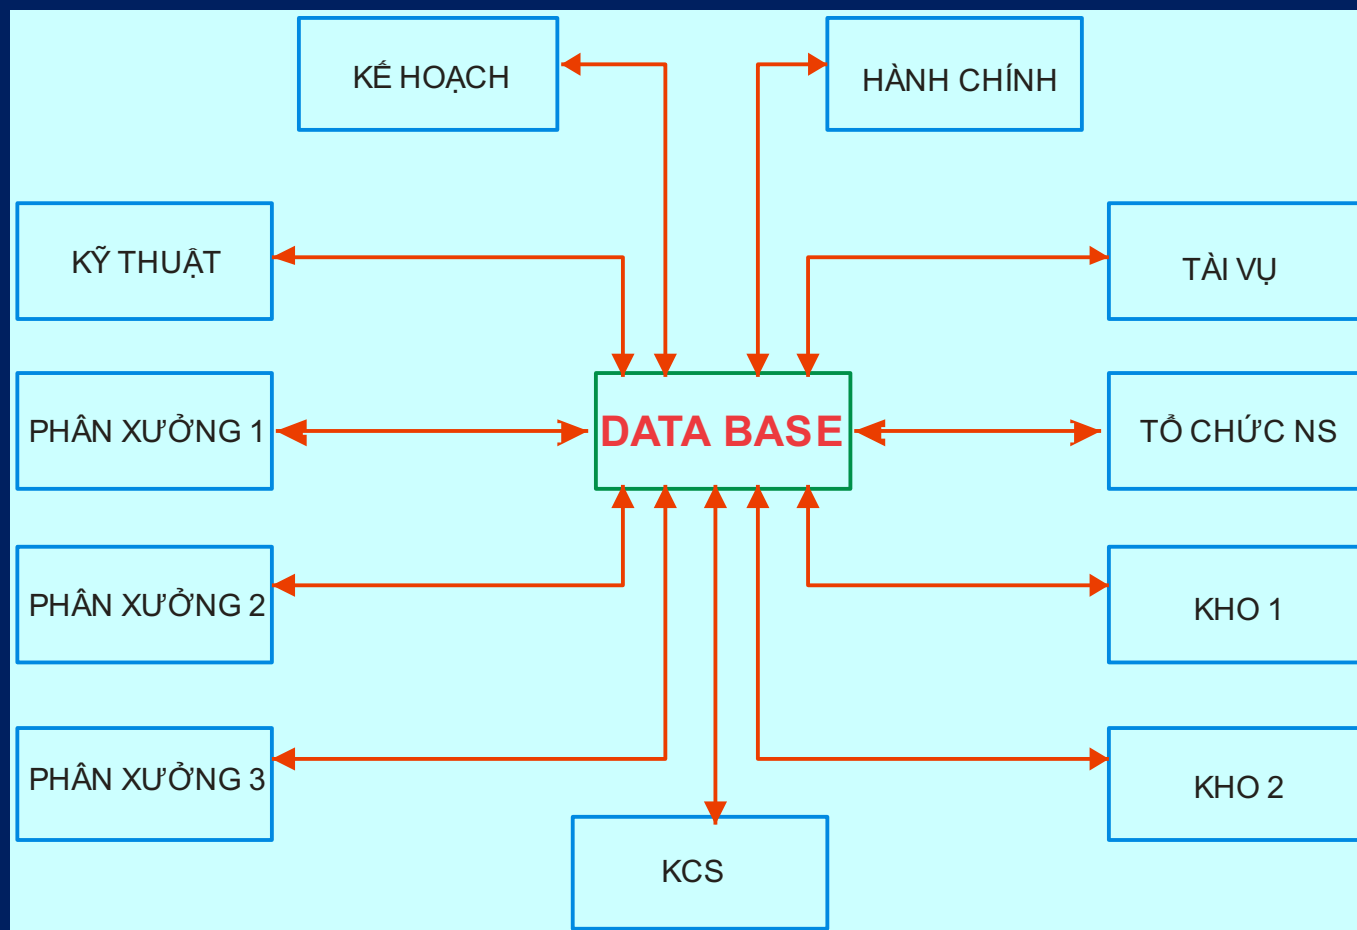 KẾ HOẠCH
HÀNH CHÍNH
KỸ THUẬT
TÀI VỤ
PHÂN XƯỞNG 1
DATA BASE
TỔ CHỨC NS
PHÂN XƯỞNG 2
KHO 1
PHÂN XƯỞNG 3
KHO 2
KCS